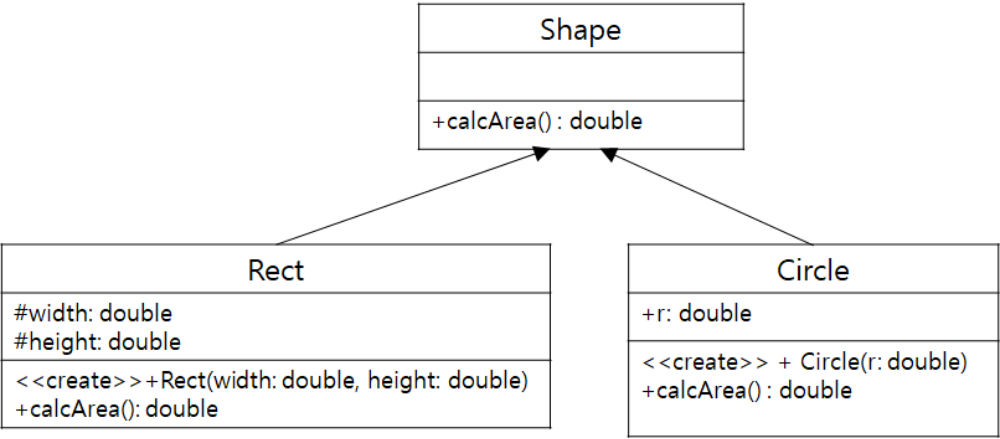 Shape
+calcArea() : double
Rect
#width: double
#height: double
<<create>>+Rect(width: double, height: double)
+calcArea(): double
Circle
+r: double
<<create>> + Circle(r: double)
+calcArea() : double